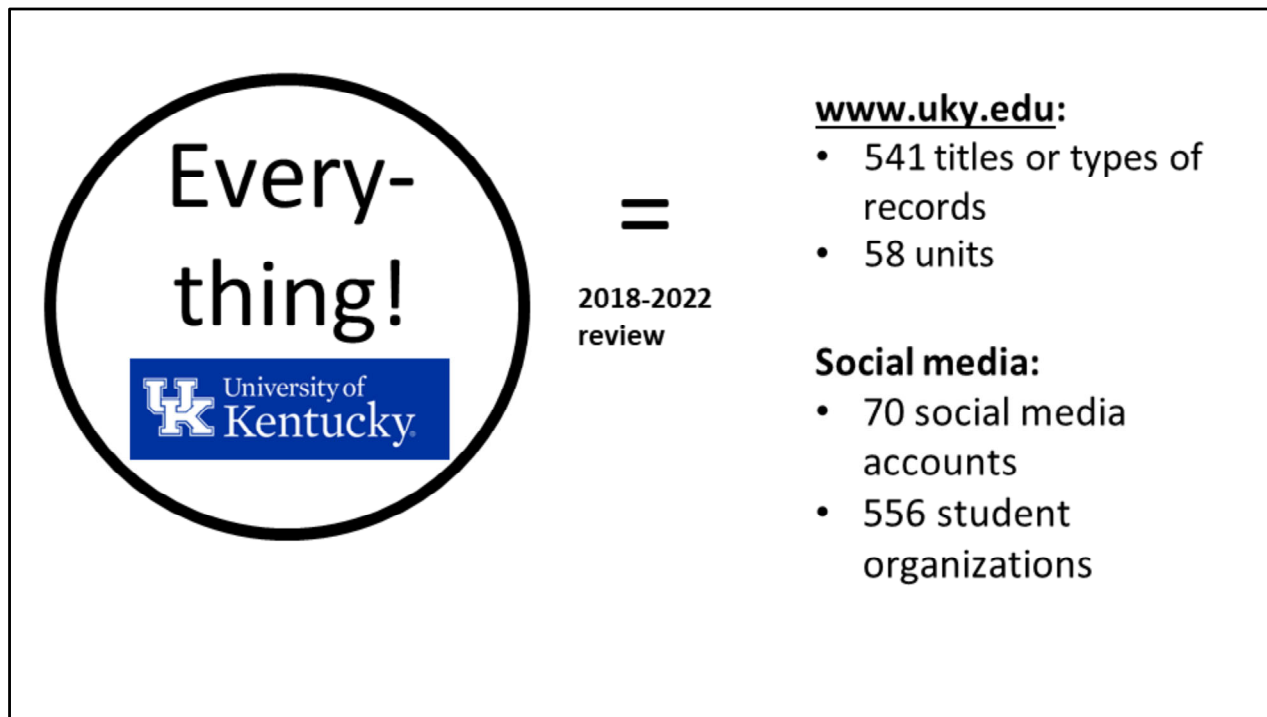 Every-
thing!
UK University of
Kentucky®
=
2018-2022
review
www.uky.edu:
• 541 titles or types of
records
• 58 units
Social media:
• 70 social media
accounts
• 556 student
organizations